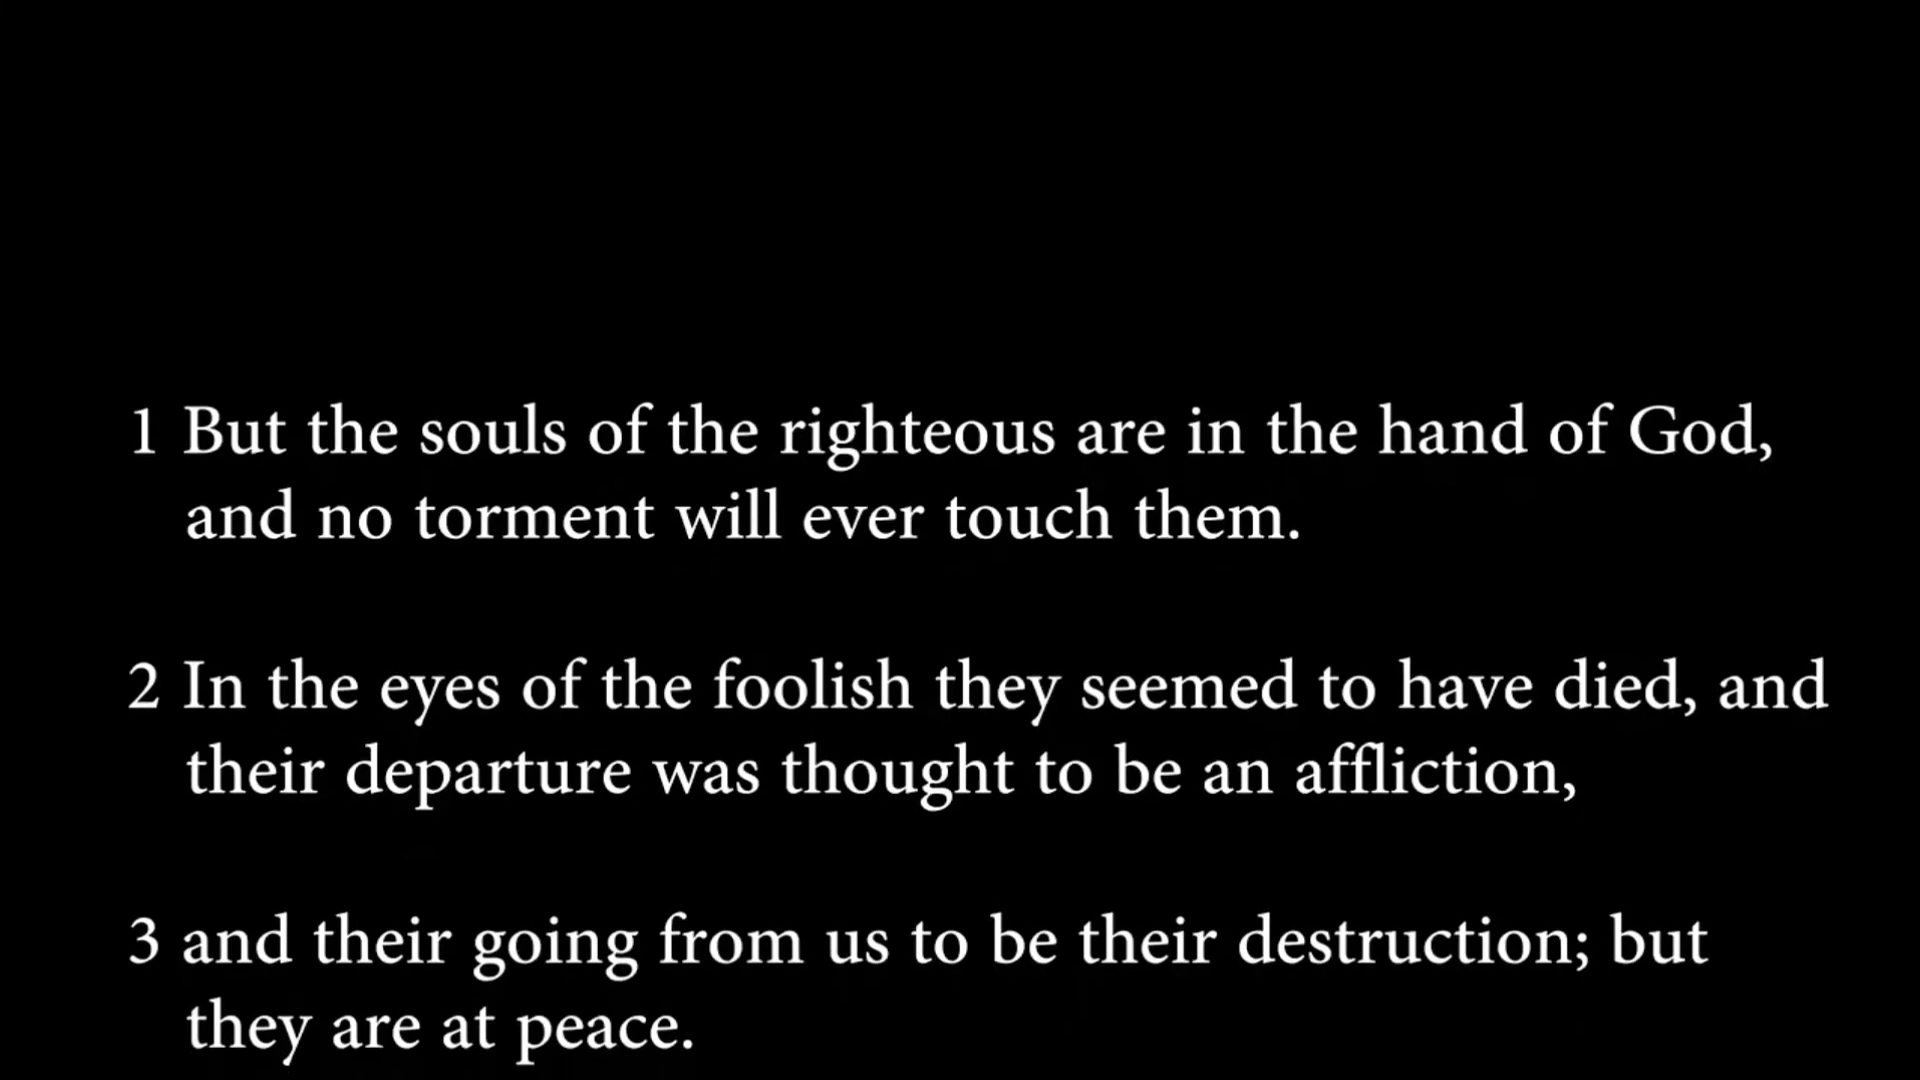 1 But the souls of the righteous are in the hand of God,
and no torment will ever touch them.
2 In the eyes of the foolish they seemed to have died, and
their departure was thought to be an affliction,
3 and their going from us to be their destruction; but
they are at peace.